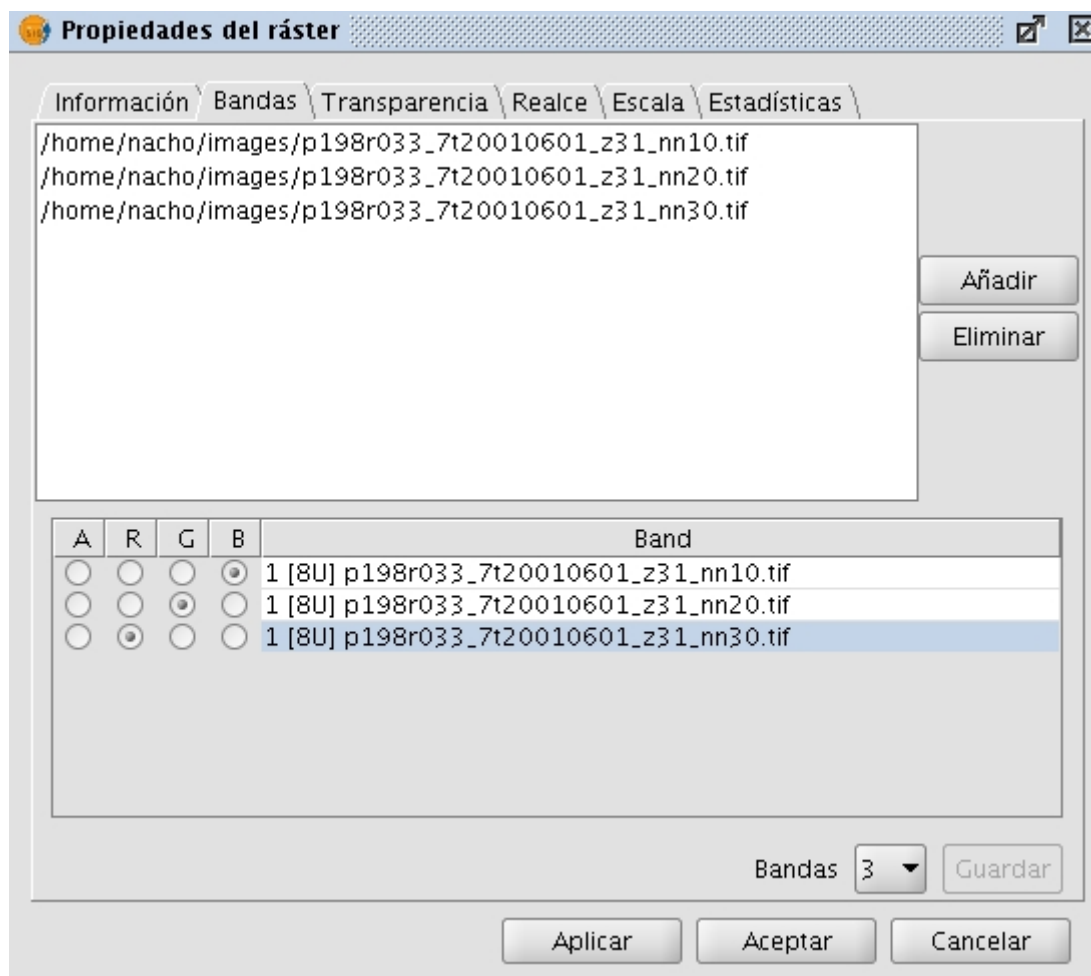 Propiedades del ráster
Información Bandas Transparencia Realce Escala Estadísticas
/home/nacho/images/p198r033_7t20010601_z31_nn10.tif
/home/nacho/images/p198r033_7t20010601_z31_nn20.tif
/home/nacho/images/p198r033_7t20010601_z31_nn30.tif
Añadir
Eliminar
A R G B Band
1 [8U] p198r033_7t20010601_z31_nn10.tif
1 [8U] p198r033_7t20010601_z31_nn20.tif
1 [8U] p198r033_7t20010601_z31_nn30.tif
Bandas 3 Guardar
Aplicar Aceptar Cancelar